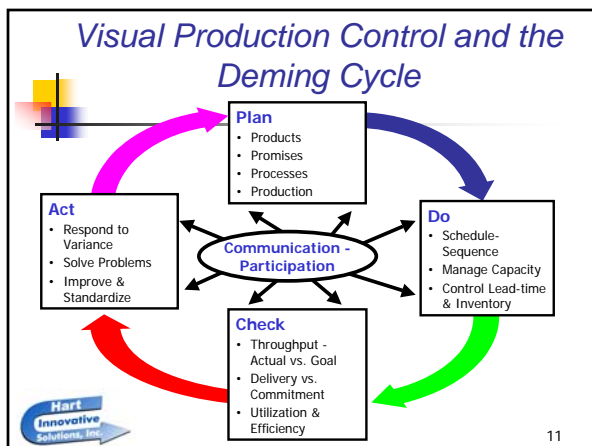 Visual Production Control and the
Deming Cycle
Plan
• Products
• Promises
• Processes
• Production
Act
• Respond to
Variance
• Solve Problems
• Improve &
Standardize
Communication -
Participation
Do
• Schedule-
Sequence
• Manage Capacity
• Control Lead-time
& Inventory
Check
• Throughput -
Actual vs. Goal
• Delivery vs.
Commitment
• Utilization &
Efficiency
Hart
Innovative
Solutions, Inc.
11